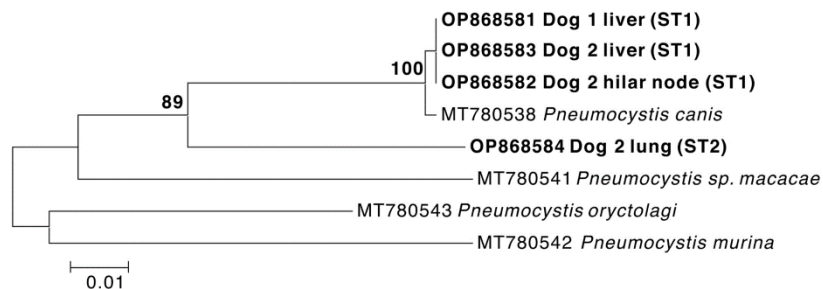 OP868581 Dog 1 liver (ST1)
OP868583 Dog 2 liver (ST1)
100
OP868582 Dog 2 hilar node (ST1)
89
MT780538 Pneumocystis canis
OP868584 Dog 2 lung (ST2)
MT780541 Pneumocystis sp. macacae
MT780543 Pneumocystis oryctolagi
MT780542 Pneumocystis murina
0.01